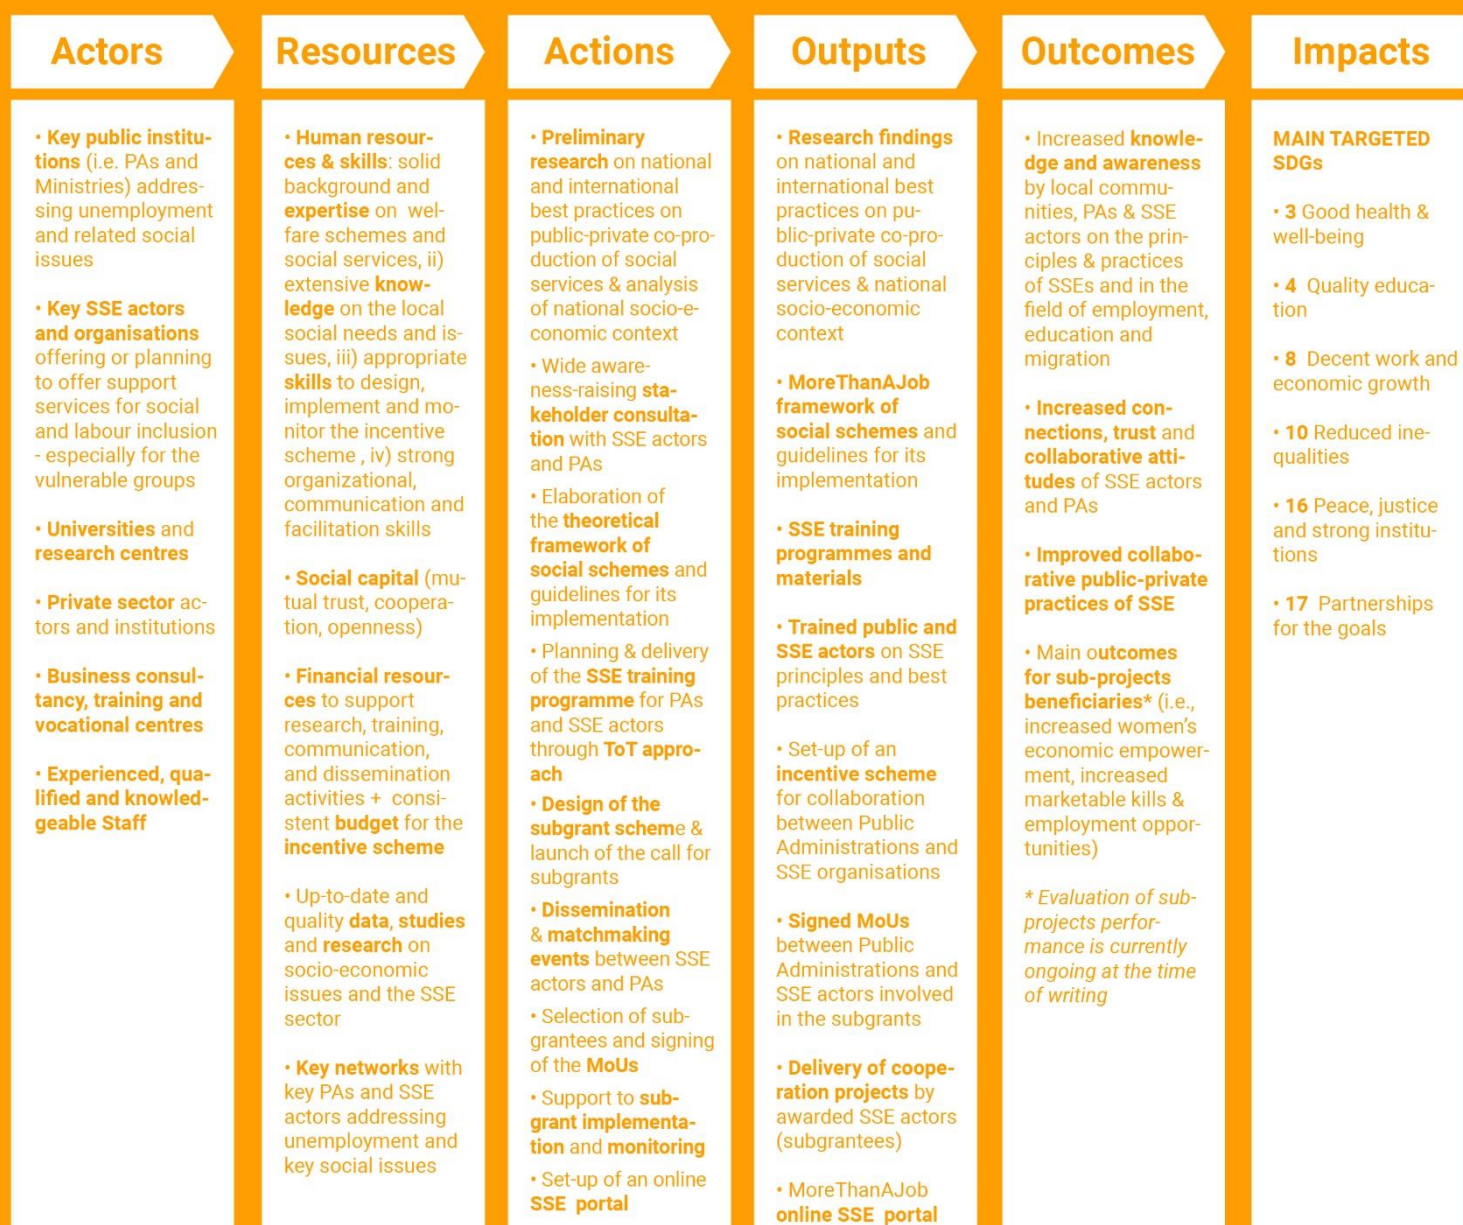 Actors
Resources
Actions
Outputs
Outcomes
Impacts
• Key public institu-
tions (i.e. PAs and
Ministries) addres-
sing unemployment
and related social
issues
• Key SSE actors
and organisations
offering or planning
to offer support
services for social
and labour inclusion
- especially for the
vulnerable groups
• Universities and
research centres
• Private sector ac-
tors and institutions
• Business consul-
tancy, training and
vocational centres
• Experienced, qua-
lified and knowled-
geable Staff
• Human resour-
ces & skills: solid
background and
expertise on wel-
fare schemes and
social services, ii)
extensive know-
ledge on the local
social needs and is-
sues, iii) appropriate
skills to design,
implement and mo-
nitor the incentive
scheme , iv) strong
organizational,
communication and
facilitation skills
• Social capital (mu-
tual trust, coopera-
tion, openness)
• Financial resour-
ces to support
research, training,
communication,
and dissemination
activities + consi-
stent budget for the
incentive scheme
• Up-to-date and
quality data, studies
and research on
socio-economic
issues and the SSE
sector
• Key networks with
key PAs and SSE
actors addressing
unemployment and
key social issues
• Preliminary
research on national
and international
best practices on
public-private co-pro-
duction of social
services & analysis
of national socio-e-
conomic context
• Wide aware-
ness-raising sta-
keholder consulta-
tion with SSE actors
and PAs
• Elaboration of
the theoretical
framework of
social schemes and
guidelines for its
implementation
• Planning & delivery
of the SSE training
programme for PAs
and SSE actors
through ToT appro-
ach
• Design of the
subgrant scheme &
launch of the call for
subgrants
• Dissemination
& matchmaking
events between SSE
actors and PAs
• Selection of sub-
grantees and signing
of the MoUs
• Support to sub-
grant implementa-
tion and monitoring
• Set-up of an online
SSE portal
• Research findings
on national and
international best
practices on pu-
blic-private co-pro-
duction of social
services & national
socio-economic
context
• MoreThanAJob
framework of
social schemes and
guidelines for its
implementation
• SSE training
programmes and
materials
• Trained public and
SSE actors on SSE
principles and best
practices
• Set-up of an
incentive scheme
for collaboration
between Public
Administrations and
SSE organisations
• Signed MoUs
between Public
Administrations and
SSE actors involved
in the subgrants
• Delivery of coope-
ration projects by
awarded SSE actors
(subgrantees)
• MoreThanAJob
online SSE portal
• Increased knowle-
dge and awareness
by local commu-
nities, PAs & SSE
actors on the prin-
ciples & practices
of SSEs and in the
field of employment,
education and
migration
• Increased con-
nections, trust and
collaborative atti-
tudes of SSE actors
and PAs
• Improved collabo-
rative public-private
practices of SSE
• Main outcomes
for sub-projects
beneficiaries* (i.e.,
increased women's
economic empower-
ment, increased
marketable kills &
employment oppor-
tunities)
* Evaluation of sub-
projects perfor-
mance is currently
ongoing at the time
of writing
MAIN TARGETED
SDGs
• 3 Good health &
well-being
• 4 Quality educa-
tion
• 8 Decent work and
economic growth
• 10 Reduced ine-
qualities
• 16 Peace, justice
and strong institu-
tions
• 17 Partnerships
for the goals